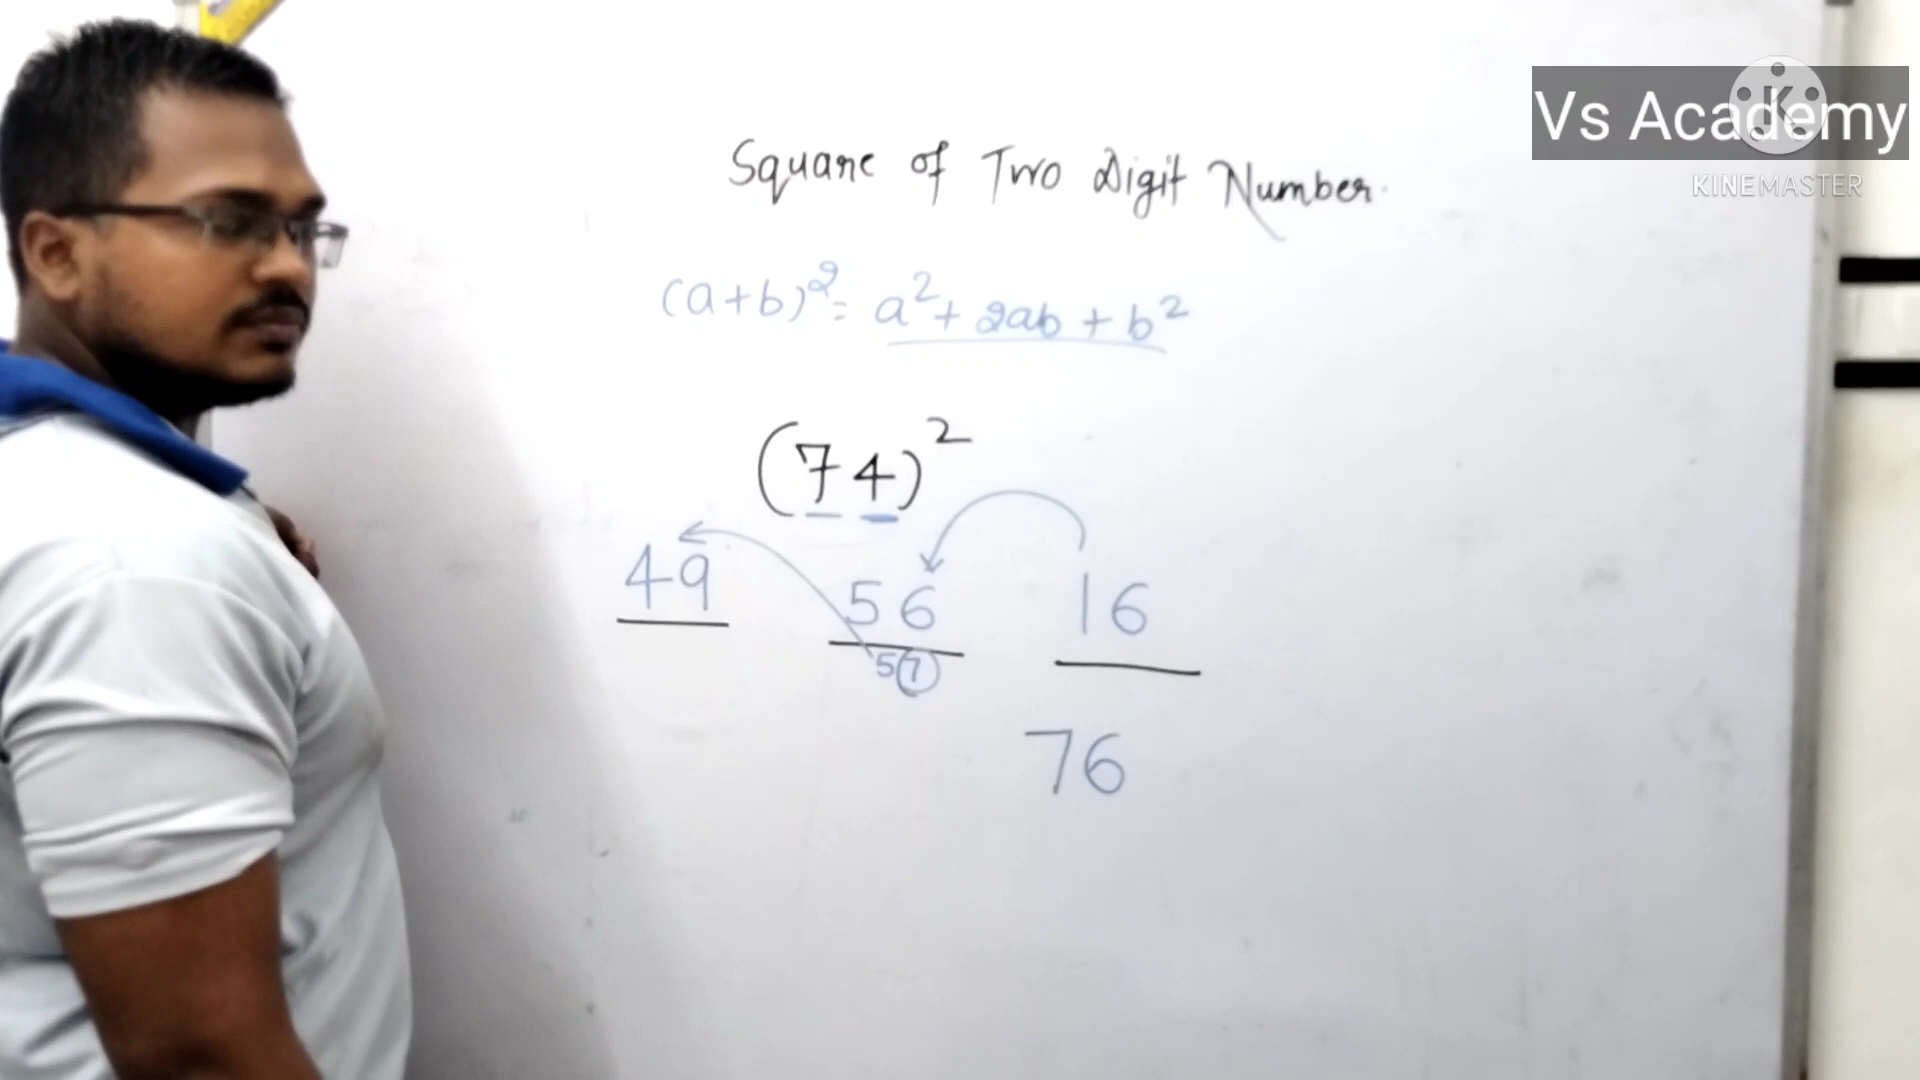 Vs Academy
KINEMASTER
Square of Two Digit Number
(a+b)²= a²+2ab+b²
(74)²
49 56 16
57
76